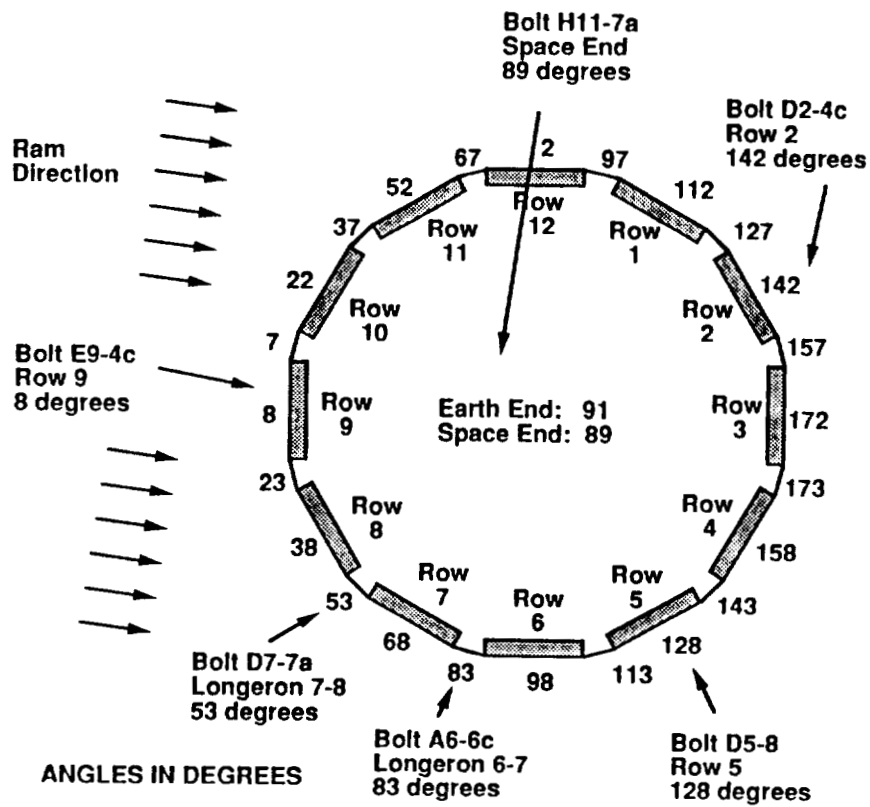 Bolt H11-7a
Space End
89 degrees
Bolt D2-4c
Row 2
142 degrees
Ram
Direction
67
2
97
52
112
Row
12
37
Row
11
Row
1
127
22
142
Row
10
Row
2
7
157
Bolt E9-4c
Row 9
8 degrees
8
Row
9
Earth End: 91
Space End: 89
Row
3
172
23
173
Row
8
Row
4
38
158
Row
7
Row
6
Row
5
53
143
68
128
83
98
113
Bolt D7-7a
Longeron 7-8
53 degrees
Bolt A6-6c
Longeron 6-7
83 degrees
Bolt D5-8
Row 5
128 degrees
ANGLES IN DEGREES